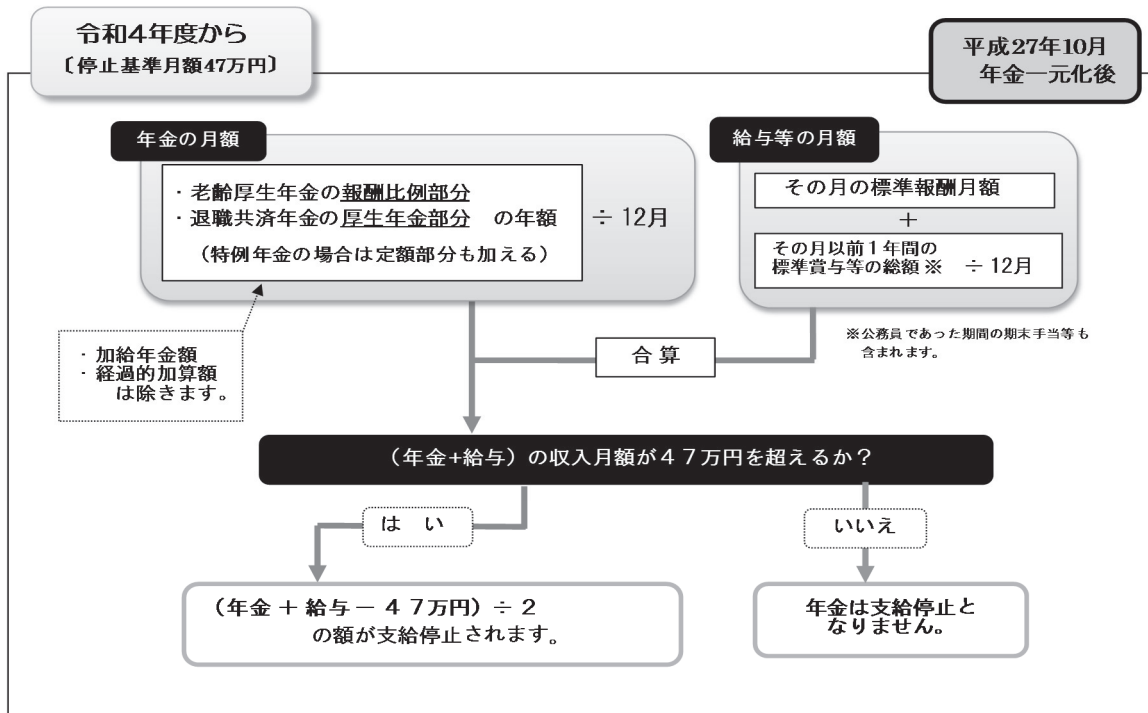 令和4年度から
〔停止基準月額47万円〕
平成27年10月
年金一元化後
年金の月額
・老齢厚生年金の報酬比例部分
・退職共済年金の厚生年金部分 の年額
(特例年金の場合は定額部分も加える)
÷ 12月
給与等の月額
その月の標準報酬月額
+
その月以前1年間の
標準賞与等の総額※ ÷ 12月
・加給年金額
・経過的加算額
は除きます。
合算
※公務員であった期間の期末手当等も
含まれます。
(年金+給与)の収入月額が47万円を超えるか?
はい
いいえ
(年金 + 給与 - 47万円) ÷ 2
の額が支給停止されます。
年金は支給停止と
なりません。